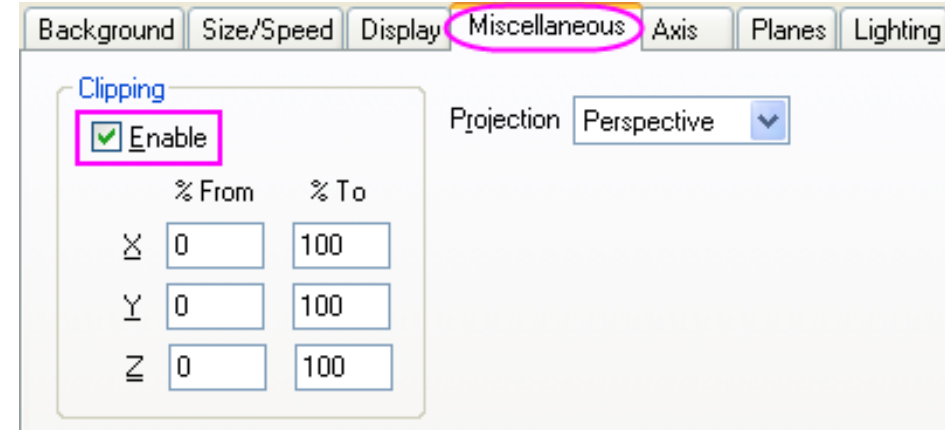 Background Size/Speed Display Miscellaneous Axis Planes Lighting
Clipping
Enable
Projection Perspective
% From % To
X 0 100
Y 0 100
Z 0 100